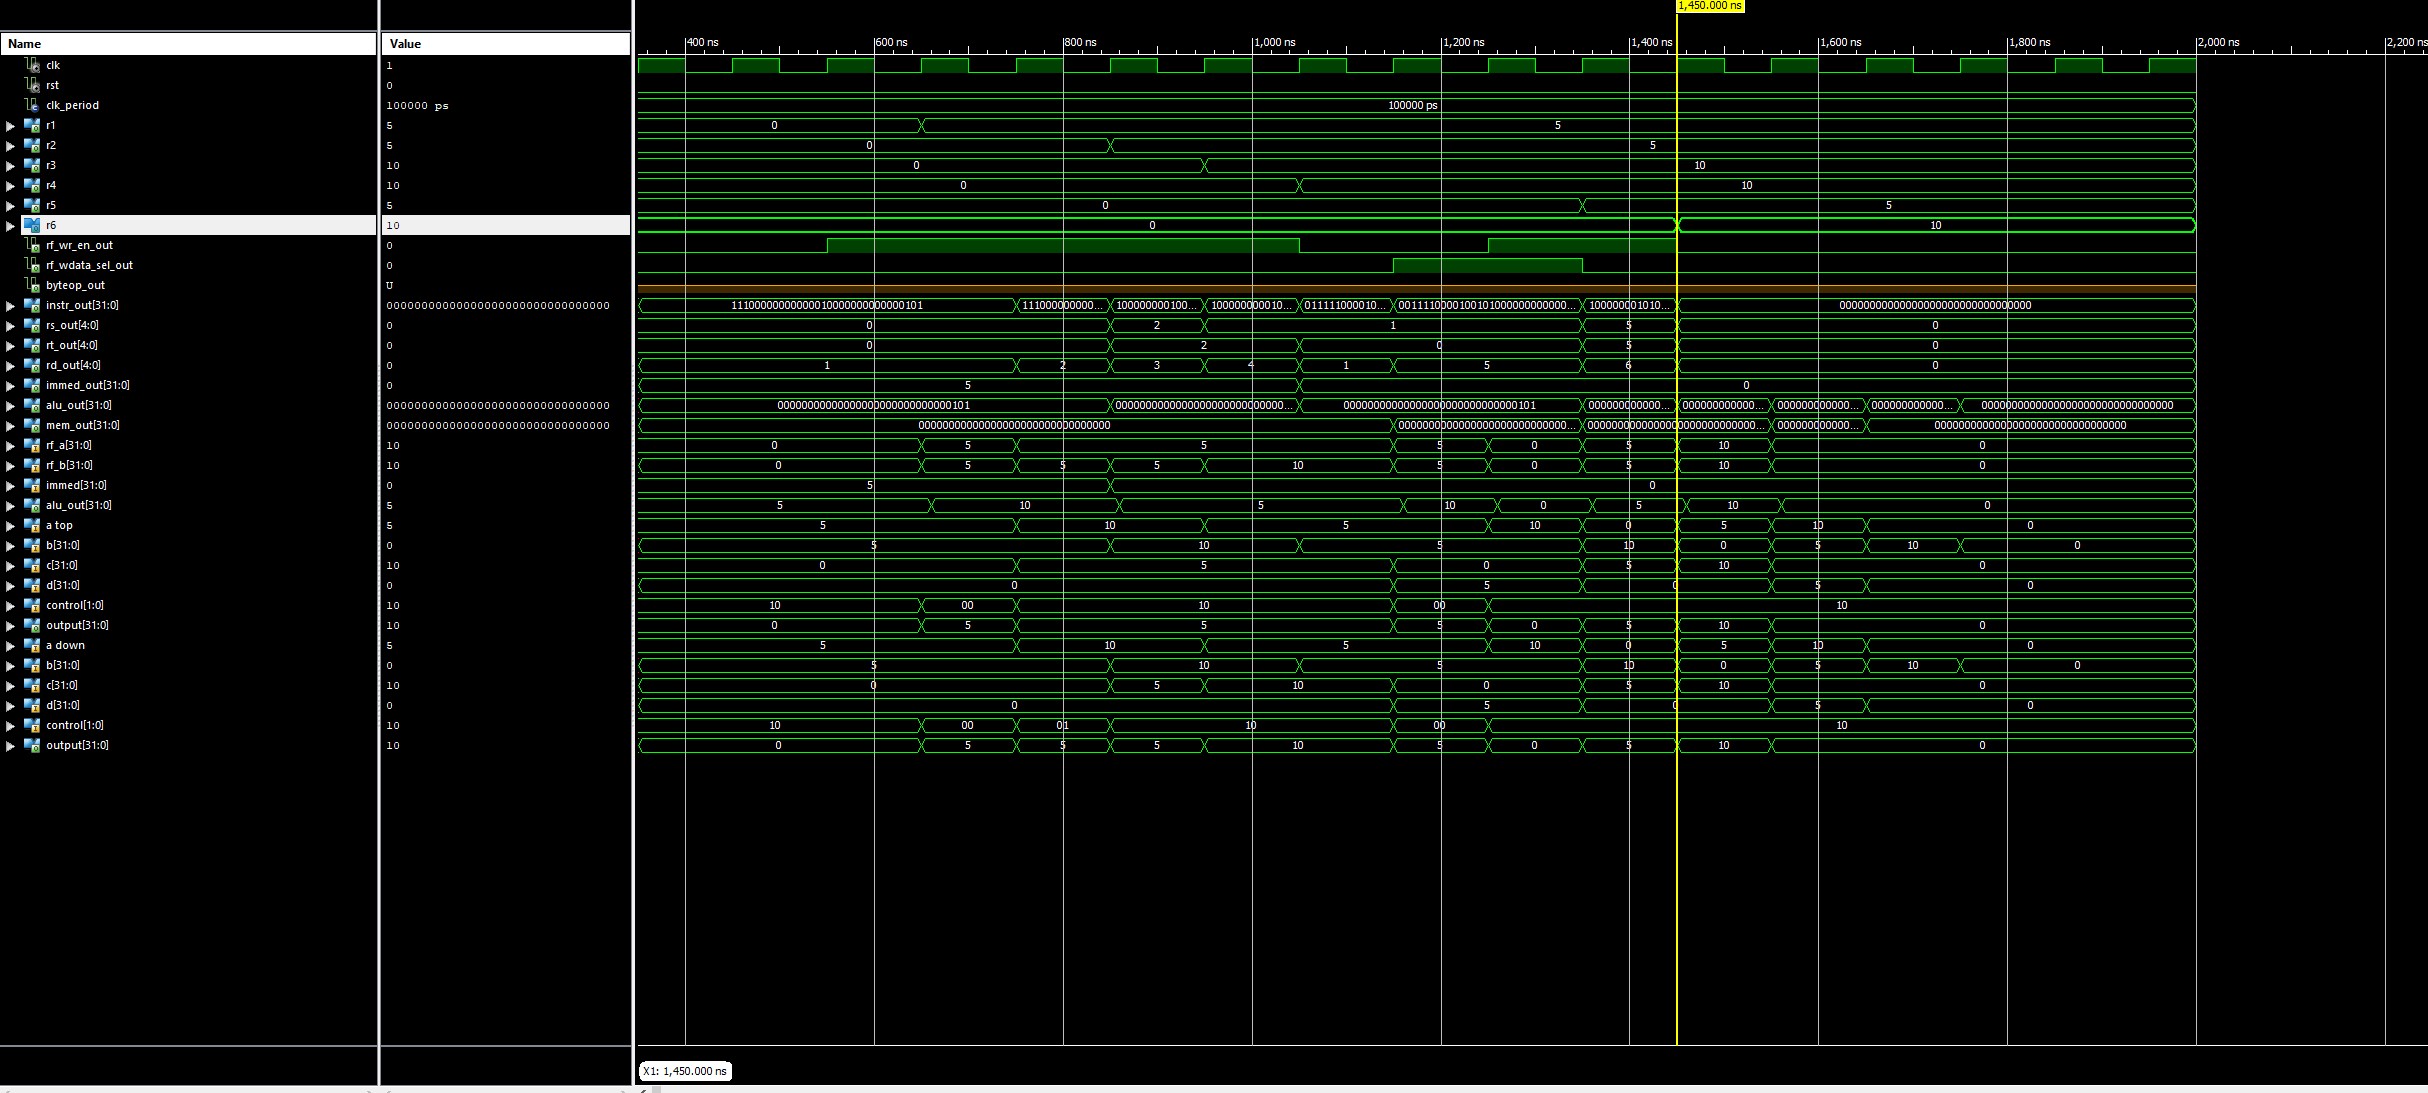 1,450.000 ns
Name Value
400 ns 600 ns 800 ns 1,000 ns 1,200 ns 1,400 ns 1,600 ns 1,800 ns 2,000 ns 2,200 ns
clk 1
rst 0
clk_period 100000 ps 100000 ps
r1 5 0 5
r2 5 0 5
r3 10 0 10
r4 10 0 10
r5 5 0 5
r6 10 0 10
rf_wr_en_out 0
rf_wdata_sel_out 0
byteop_out U
instr_out[31:0] 00000000000000000000000000000000 11100000000000010000000000000101 111000000000... 100000000100... 100000000010... 011111000010... 0011110000100101000000000000... 100000001010... 00000000000000000000000000000000
rs_out[4:0] 0 0 2 1 5 0
rt_out[4:0] 0 0 2 0 5 0
rd_out[4:0] 0 1 2 3 4 1 5 6 0
immed_out[31:0] 0 5 0
alu_out[31:0] 00000000000000000000000000000000 00000000000000000000000000000101 0000000000000000000000000000... 00000000000000000000000000000101 000000000000... 000000000000... 000000000000... 000000000000... 00000000000000000000000000000000
mem_out[31:0] 00000000000000000000000000000000 00000000000000000000000000000000 0000000000000000000000000000... 0000000000000000000000000000... 000000000000... 00000000000000000000000000000000
rf_a[31:0] 10 0 5 5 5 0 5 10 0
rf_b[31:0] 10 0 5 5 5 10 5 0 5 10 0
immed[31:0] 0 5 0
alu_out[31:0] 5 5 10 5 10 0 5 10 0
a top 5 5 10 5 10 0 5 10 0
b[31:0] 0 5 10 5 10 0 5 10 0
c[31:0] 10 0 5 0 5 10 0
d[31:0] 0 0 5 0 5 0
control[1:0] 10 10 00 10 00 10
output[31:0] 10 0 5 5 5 0 5 10 0
a down 5 5 10 5 10 0 5 10 0
b[31:0] 0 5 10 5 10 0 5 10 0
c[31:0] 10 0 5 10 0 5 10 0
d[31:0] 0 0 5 0 5 0
control[1:0] 10 10 00 01 10 00 10
output[31:0] 10 0 5 5 5 10 5 0 5 10 0
X1: 1,450.000 ns